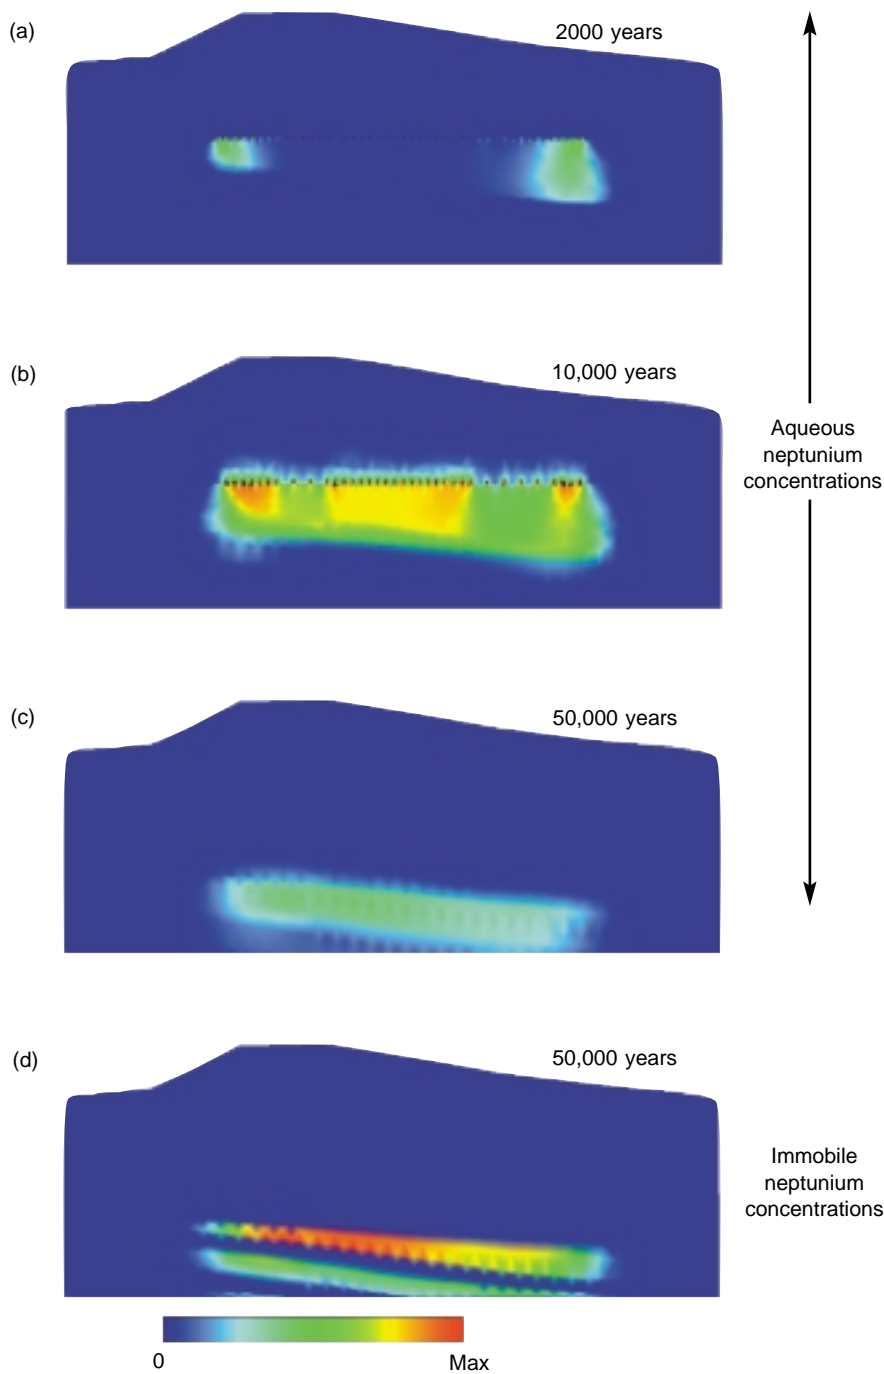 (a)
2000 years
(b)
10,000 years
Aqueous
neptunium
concentrations
(c)
50,000 years
(d)
50,000 years
Immobile
neptunium
concentrations
0
Max